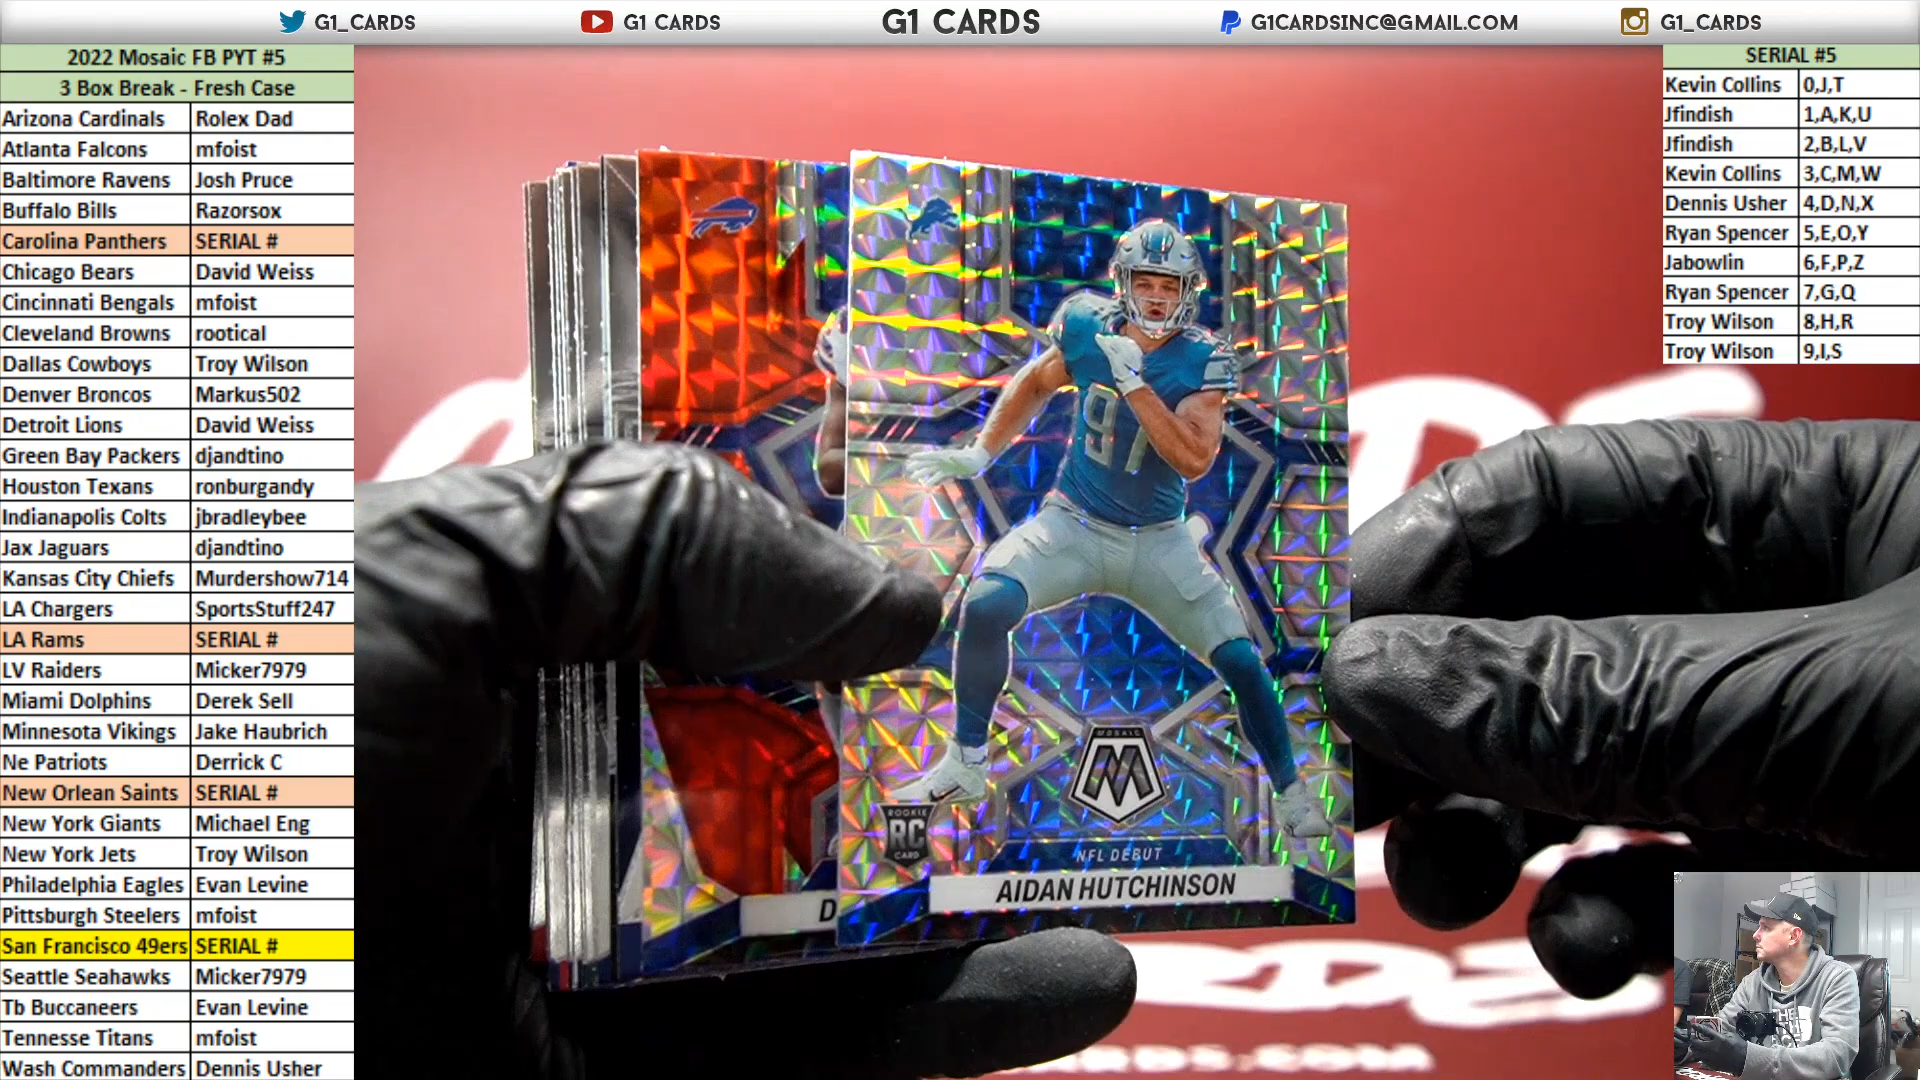 G1_CARDS
G1 CARDS
G1 CARDS
G1CARDSINC@GMAIL.COM
G1_CARDS
2022 Mosaic FB PYT #5
3 Box Break - Fresh Case
Arizona Cardinals Rolex Dad
Atlanta Falcons mfoist
Baltimore Ravens Josh Pruce
Buffalo Bills Razorsox
Carolina Panthers SERIAL #
Chicago Bears David Weiss
Cincinnati Bengals mfoist
Cleveland Browns rootical
Dallas Cowboys Troy Wilson
Denver Broncos Markus502
Detroit Lions David Weiss
Green Bay Packers djandtino
Houston Texans ronburgandy
Indianapolis Colts jbradleybee
Jax Jaguars djandtino
Kansas City Chiefs Murdershow714
LA Chargers SportsStuff247
LA Rams SERIAL #
LV Raiders Micker7979
Miami Dolphins Derek Sell
Minnesota Vikings Jake Haubrich
Ne Patriots Derrick C
New Orlean Saints SERIAL #
New York Giants Michael Eng
New York Jets Troy Wilson
Philadelphia Eagles Evan Levine
Pittsburgh Steelers mfoist
San Francisco 49ers SERIAL #
Seattle Seahawks Micker7979
Tb Buccaneers Evan Levine
Tennesse Titans mfoist
Wash Commanders Dennis Usher
SERIAL #5
Kevin Collins 0,J,T
Jfindish 1,A,K,U
Jfindish 2,B,L,V
Kevin Collins 3,C,M,W
Dennis Usher 4,D,N,X
Ryan Spencer 5,E,O,Y
Jabowlin 6,F,P,Z
Ryan Spencer 7,G,Q
Troy Wilson 8,H,R
Troy Wilson 9,I,S
97
MOSAIC
M
ROOKIE
RC
CARD
NFL DEBUT
AIDAN HUTCHINSON
D